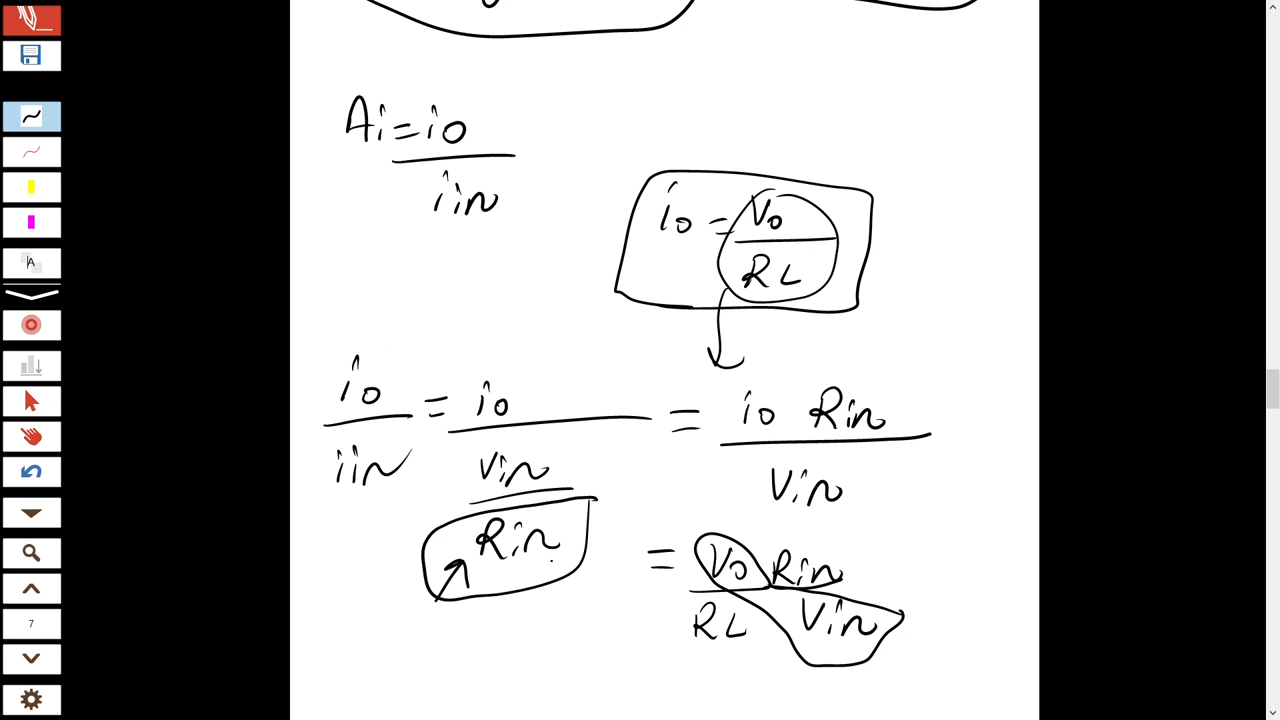 Ai = io
iin
io = Vo
RL
io = io = io Rin
iin Vin Vin
Rin
= Vo Rin
RL Vin
A
7